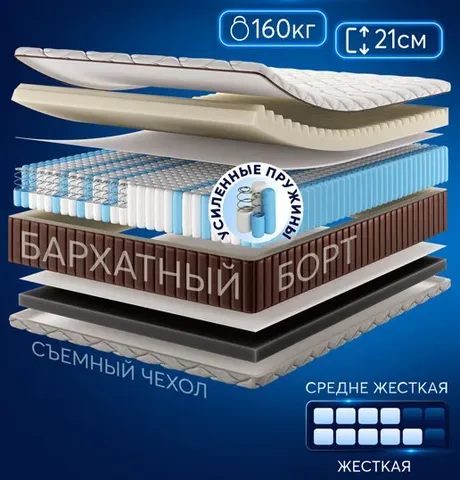 160кг
21см
УСИЛЕННЫЕ ПРУЖИНЫ
БАРХАТНЫЙ БОРТ
СЪЕМНЫЙ ЧЕХОЛ
СРЕДНЕ ЖЕСТКАЯ
ЖЕСТКАЯ